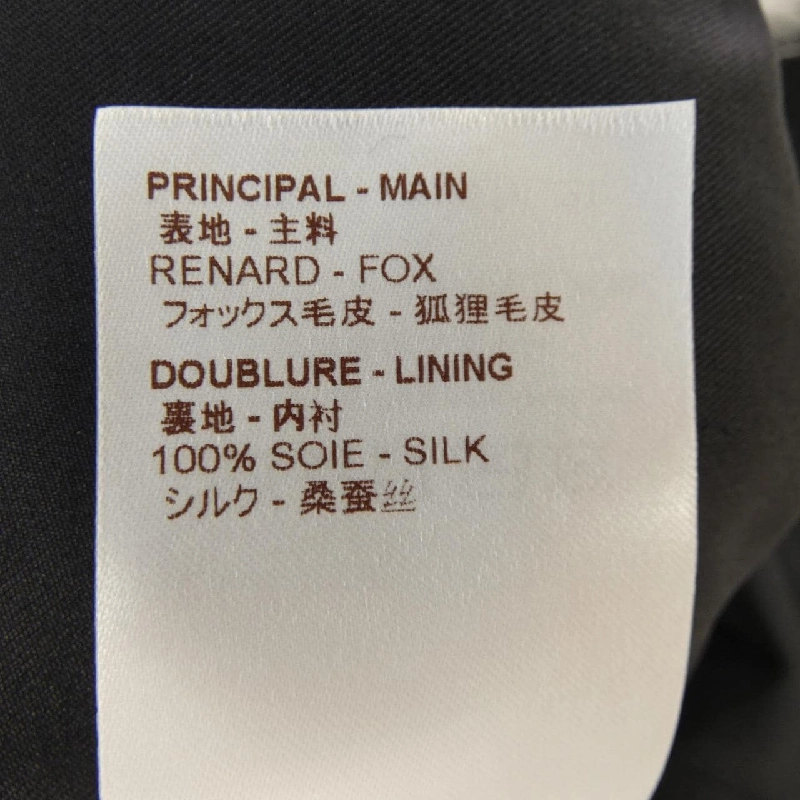 PRINCIPAL - MAIN
表地 - 主料
RENARD - FOX
フォックス毛皮 - 狐狸毛皮
DOUBLURE - LINING
裏地 - 内衬
100% SOIE - SILK
シルク - 桑蚕丝